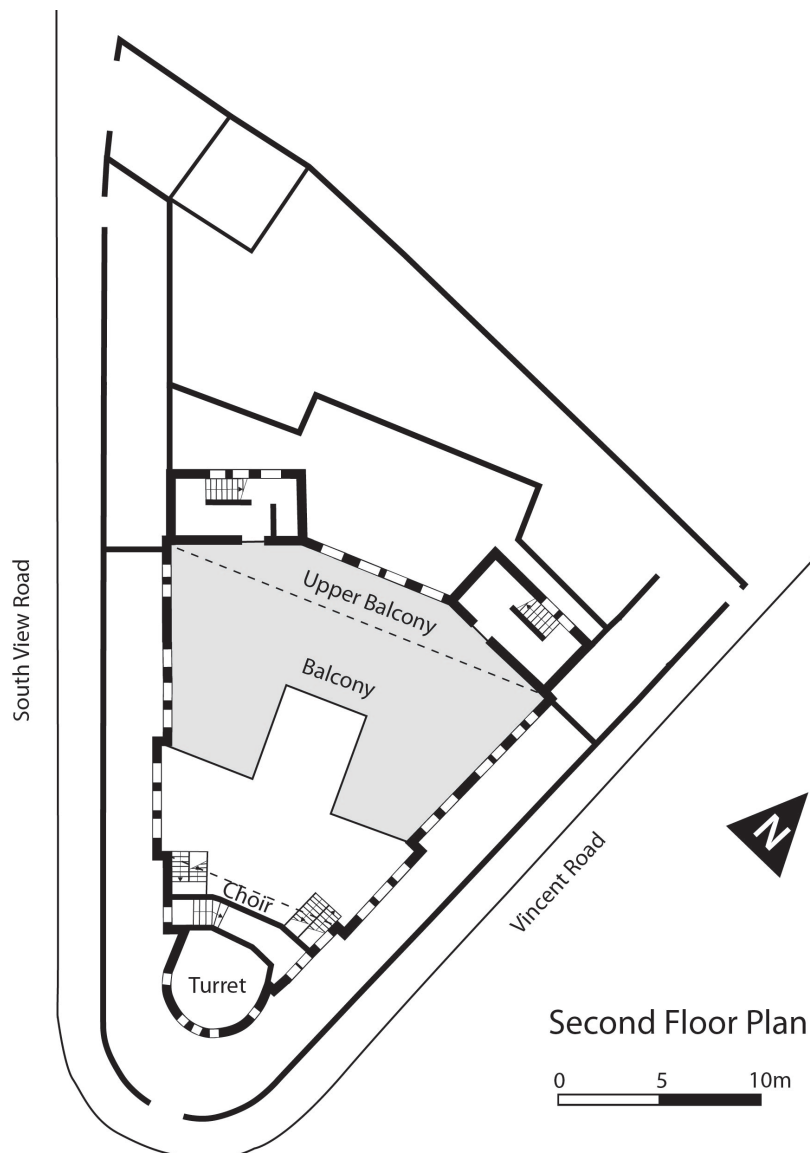 Upper Balcony
Balcony
South View Road
N
Vincent Road
Choir
Turret
Second Floor Plan
0 5 10m